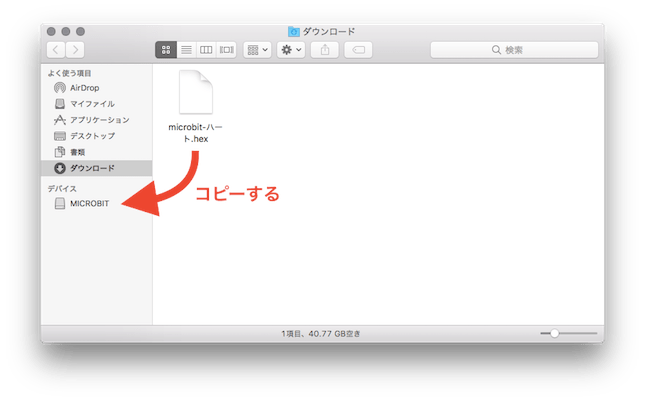 ダウンロード
検索
よく使う項目
AirDrop
マイファイル
アプリケーション
デスクトップ
書類
ダウンロード
デバイス
MICROBIT
microbit-ハー
ト.hex
コピーする
1項目、40.77 GB空き